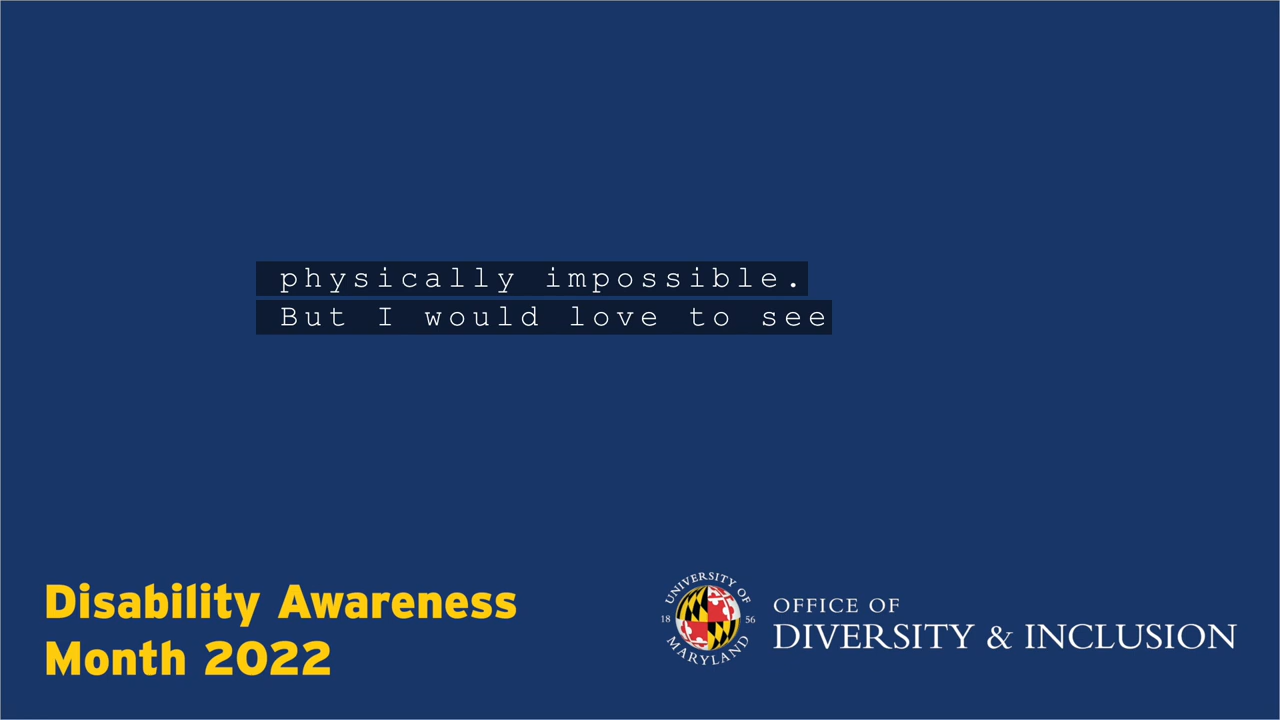 physically impossible.
But I would love to see
Disability Awareness
Month 2022
UNIVERSITY OF
18 56
MARYLAND
OFFICE OF
DIVERSITY & INCLUSION